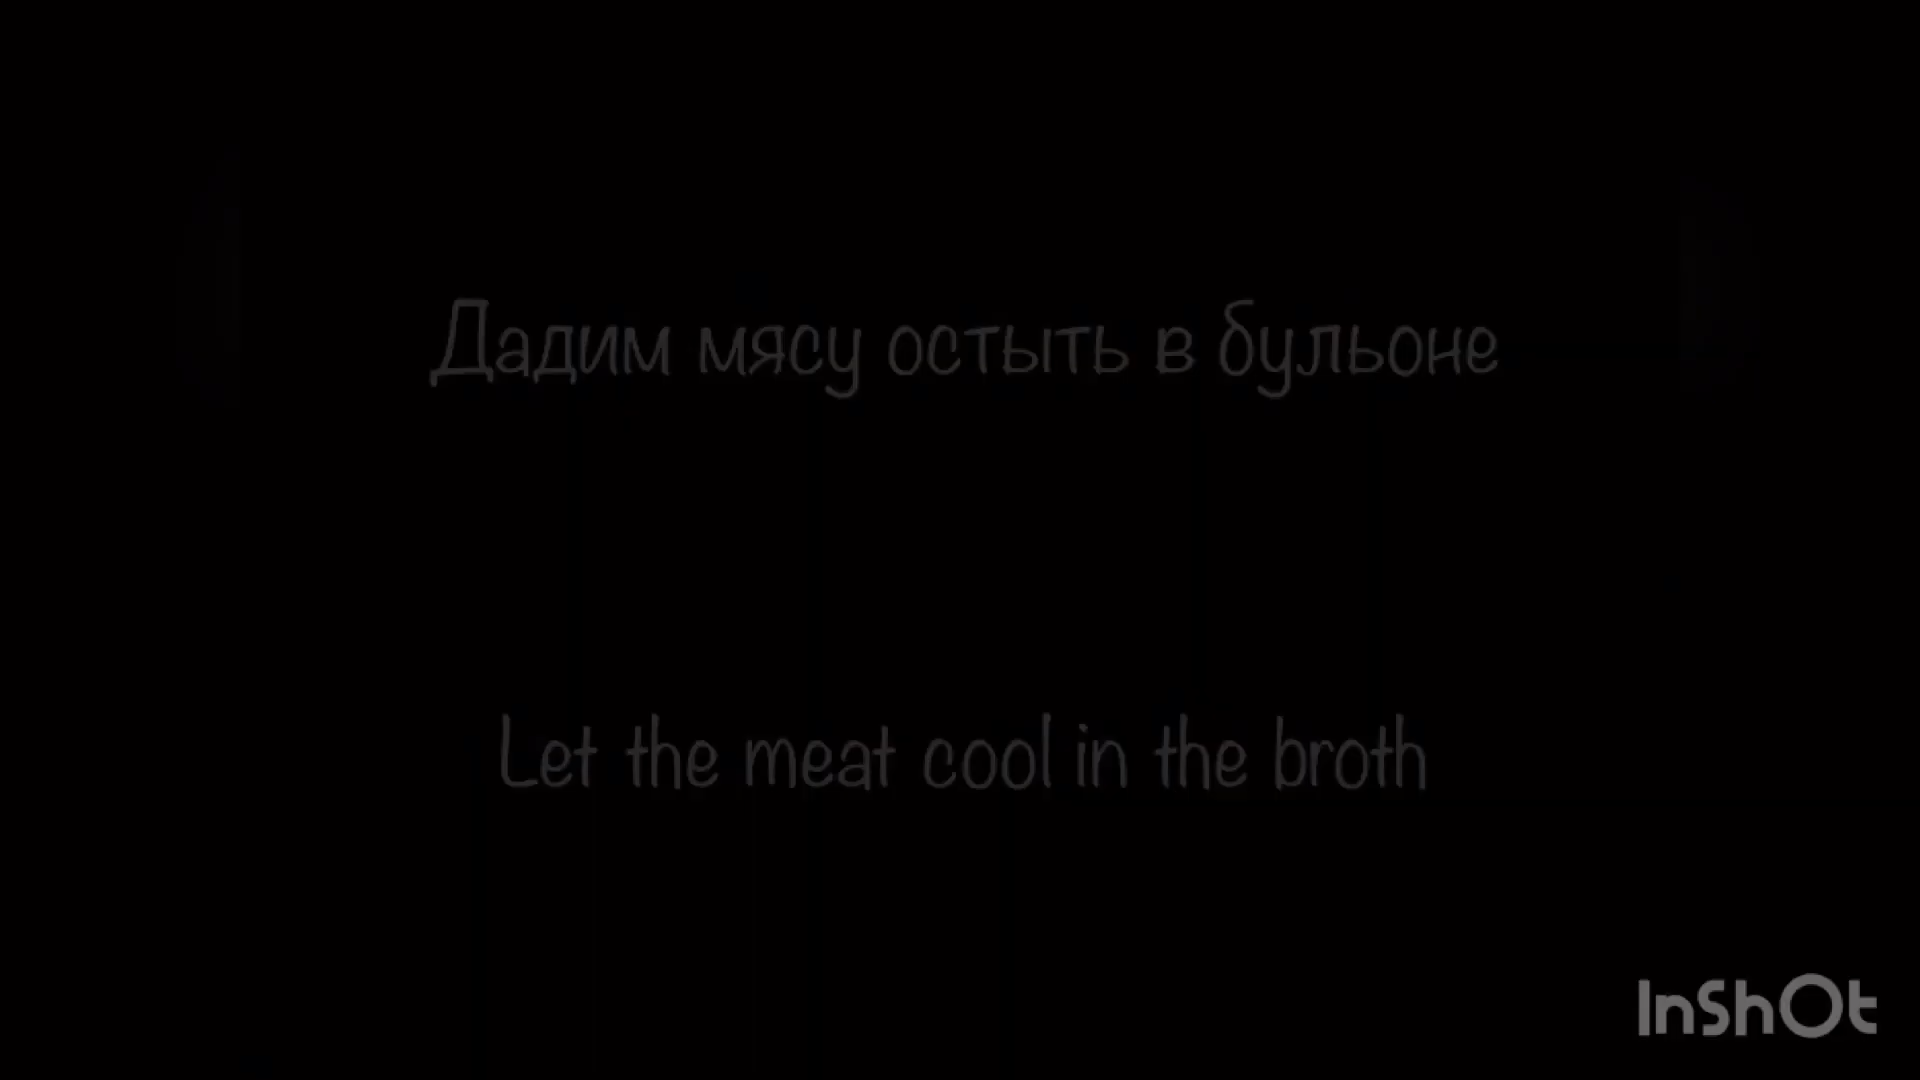 Дадим мясу остыть в бульоне
Let the meat cool in the broth
InShOt